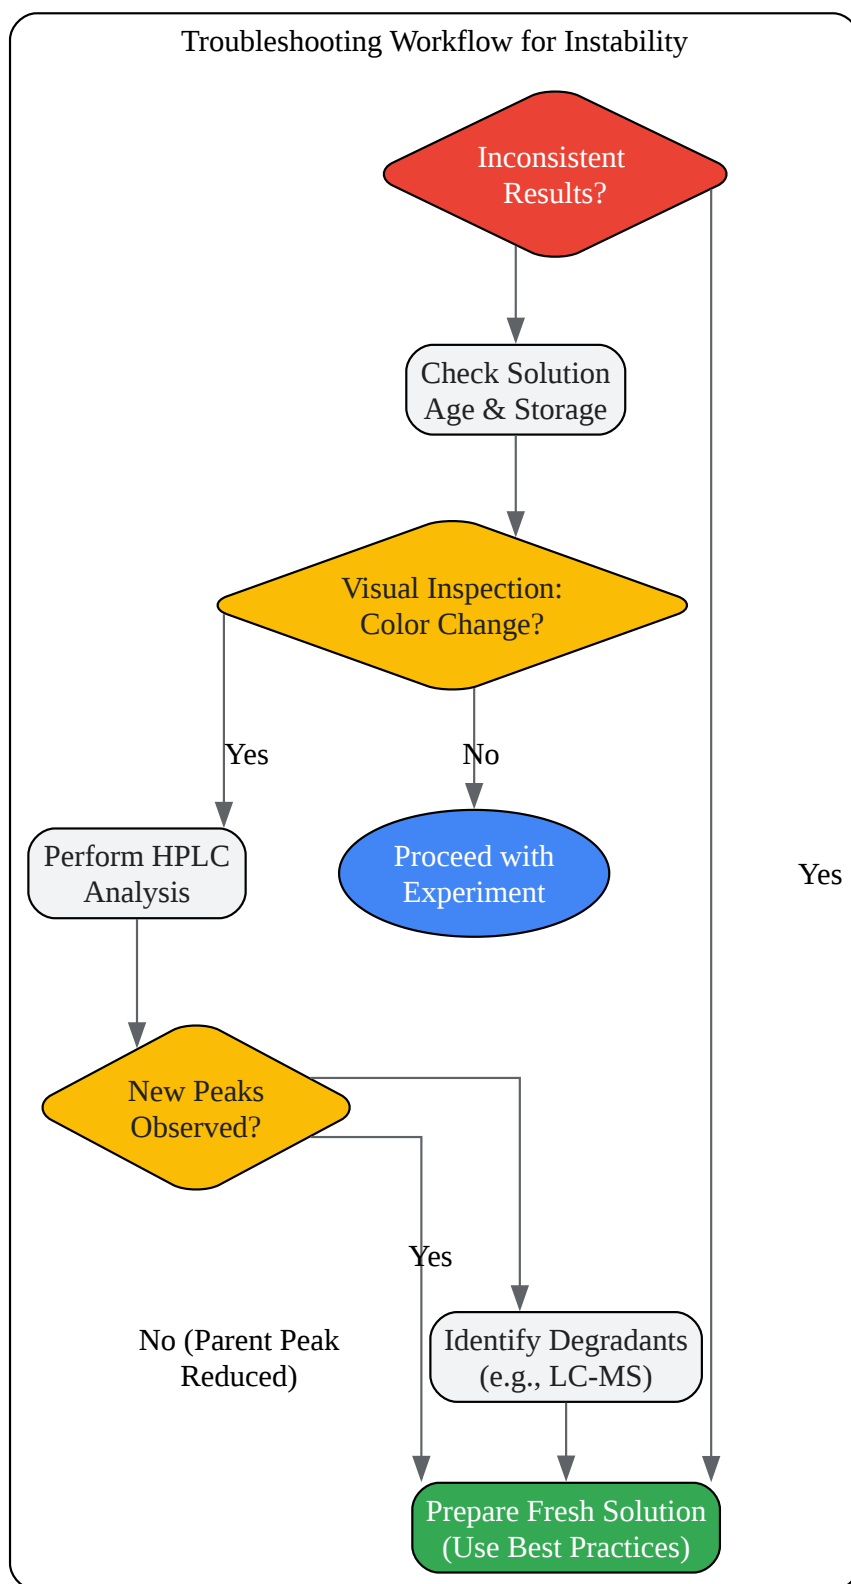 Troubleshooting Workflow for Instability
Inconsistent
Results?
Check Solution
Age & Storage
Visual Inspection:
Color Change?
Yes
No
Perform HPLC
Analysis
Proceed with
Experiment
Yes
New Peaks
Observed?
Yes
No (Parent Peak
Reduced)
Identify Degradants
(e.g., LC-MS)
Prepare Fresh Solution
(Use Best Practices)